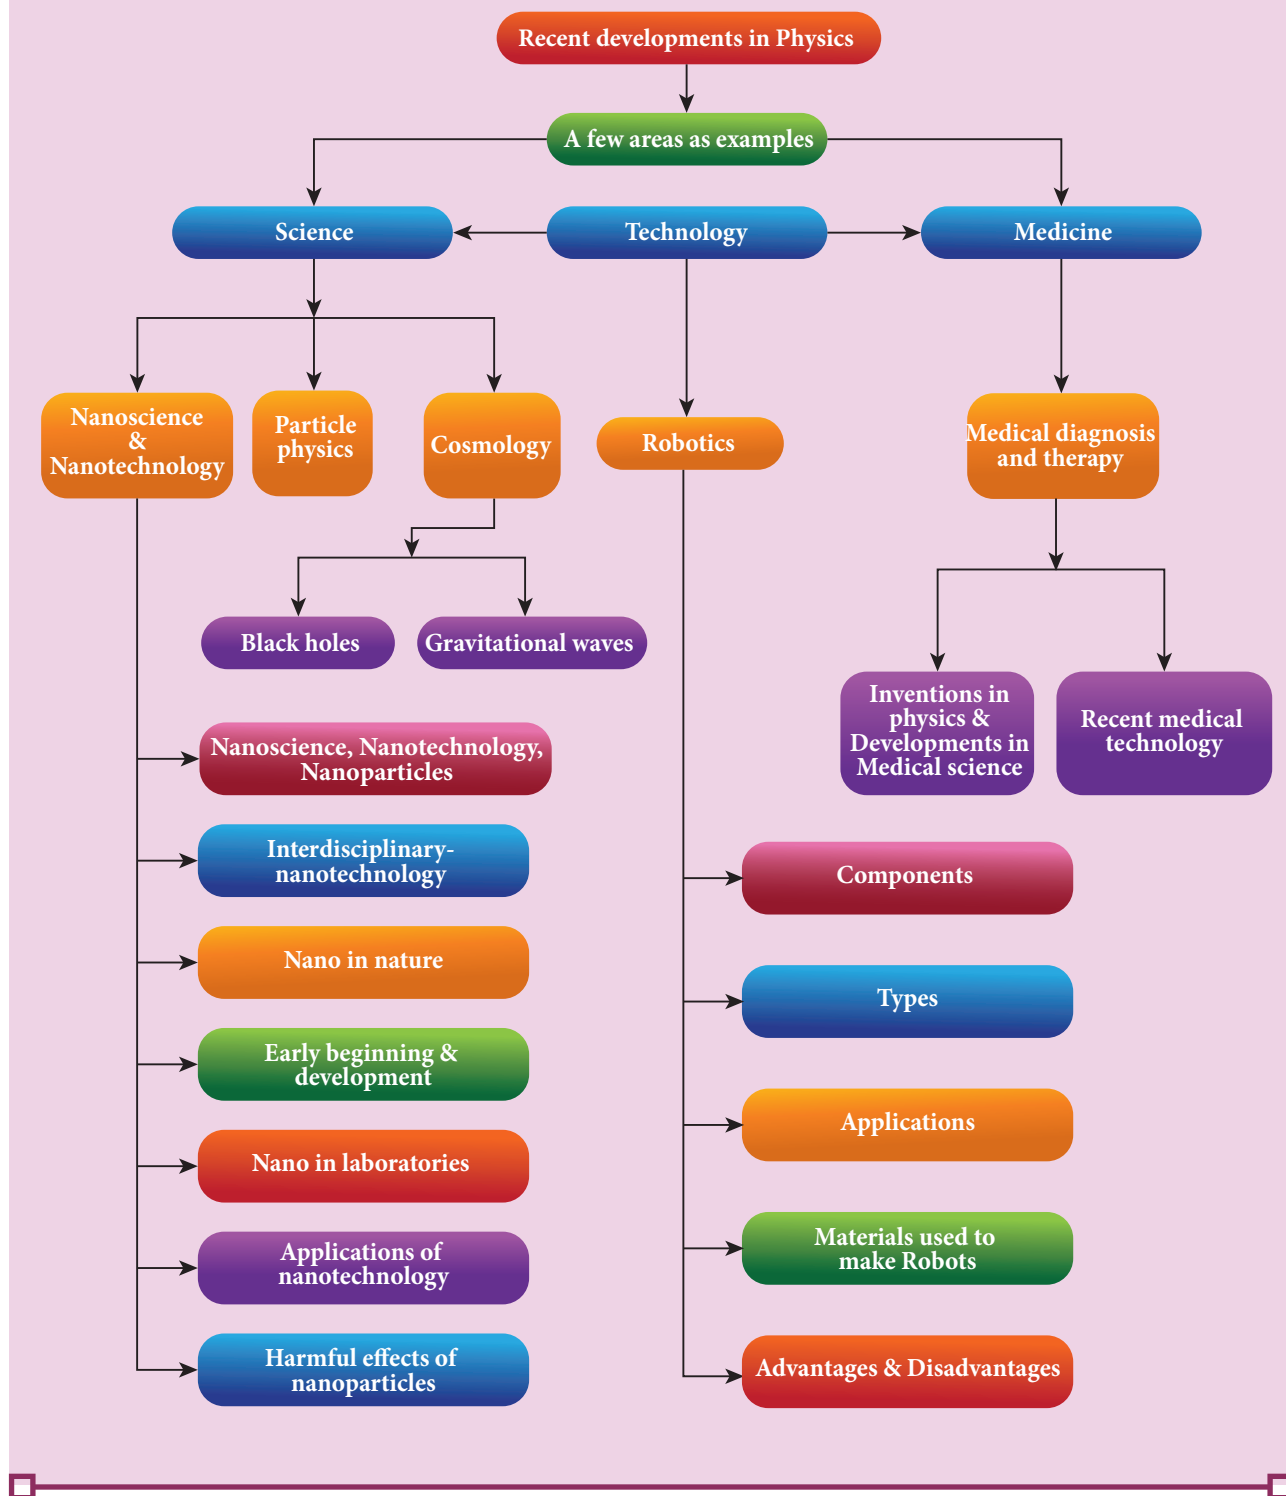 Recent developments in Physics
A few areas as examples
Science
Technology
Medicine
Nanoscience
&
Nanotechnology
Particle
physics
Cosmology
Robotics
Medical diagnosis
and therapy
Black holes
Gravitational waves
Inventions in
physics &
Developments in
Medical science
Recent medical
technology
Nanoscience, Nanotechnology,
Nanoparticles
Interdisciplinary-
nanotechnology
Nano in nature
Early beginning &
development
Nano in laboratories
Applications of
nanotechnology
Harmful effects of
nanoparticles
Components
Types
Applications
Materials used to
make Robots
Advantages & Disadvantages